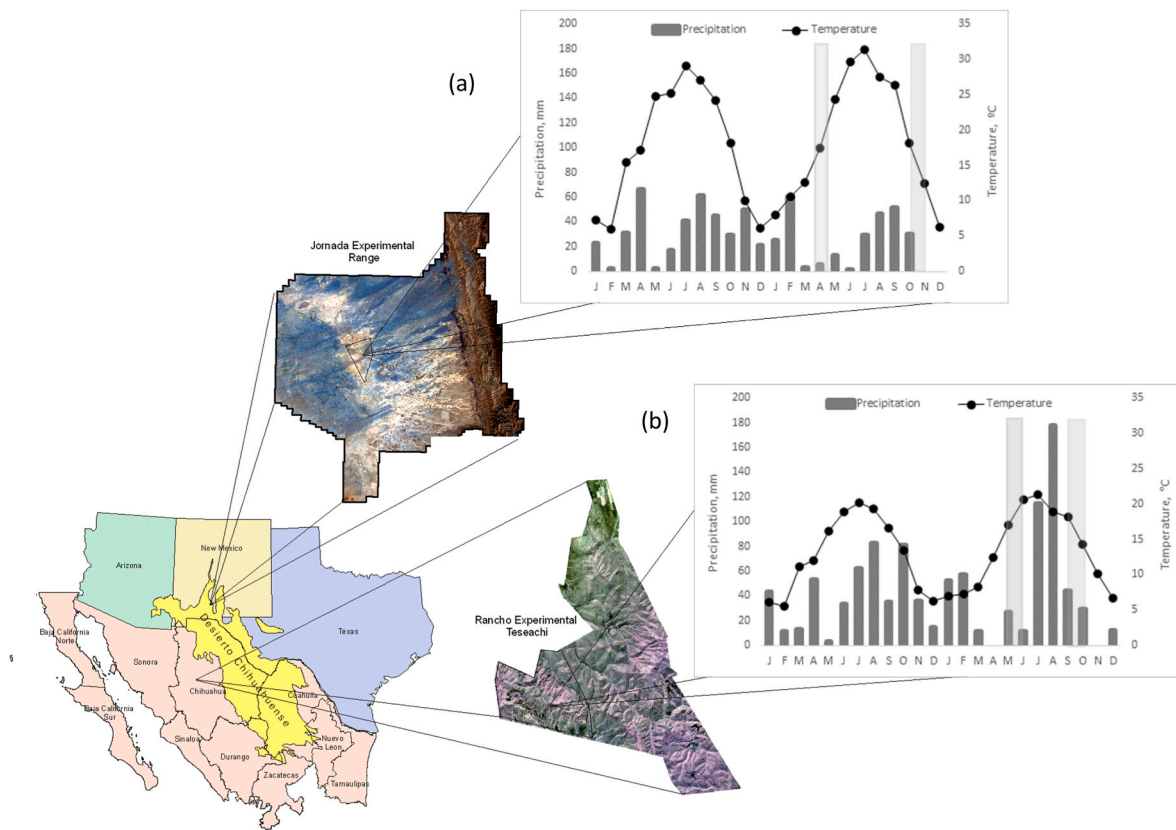 (a)
Precipitation
Temperature
Precipitation, mm
200
180
160
140
120
100
80
60
40
20
0
Temperature, ºC
35
30
25
20
15
10
5
0
J F M A M J J A S O N D J F M A M J J A S O N D
Jornada Experimental
Range
(b)
Precipitation
Temperature
Precipitation, mm
200
180
160
140
120
100
80
60
40
20
0
Temperature, ºC
35
30
25
20
15
10
5
0
J F M A M J J A S O N D J F M A M J J A S O N D
Rancho Experimental
Teseachi
Arizona
New Mexico
Texas
Baja California
Norte
Sonora
Chihuahua
Coahuila
Desierto Chihuahuense
Baja California
Sur
Sinaloa
Durango
Nuevo
Leon
Zacatecas
Tamaulipas